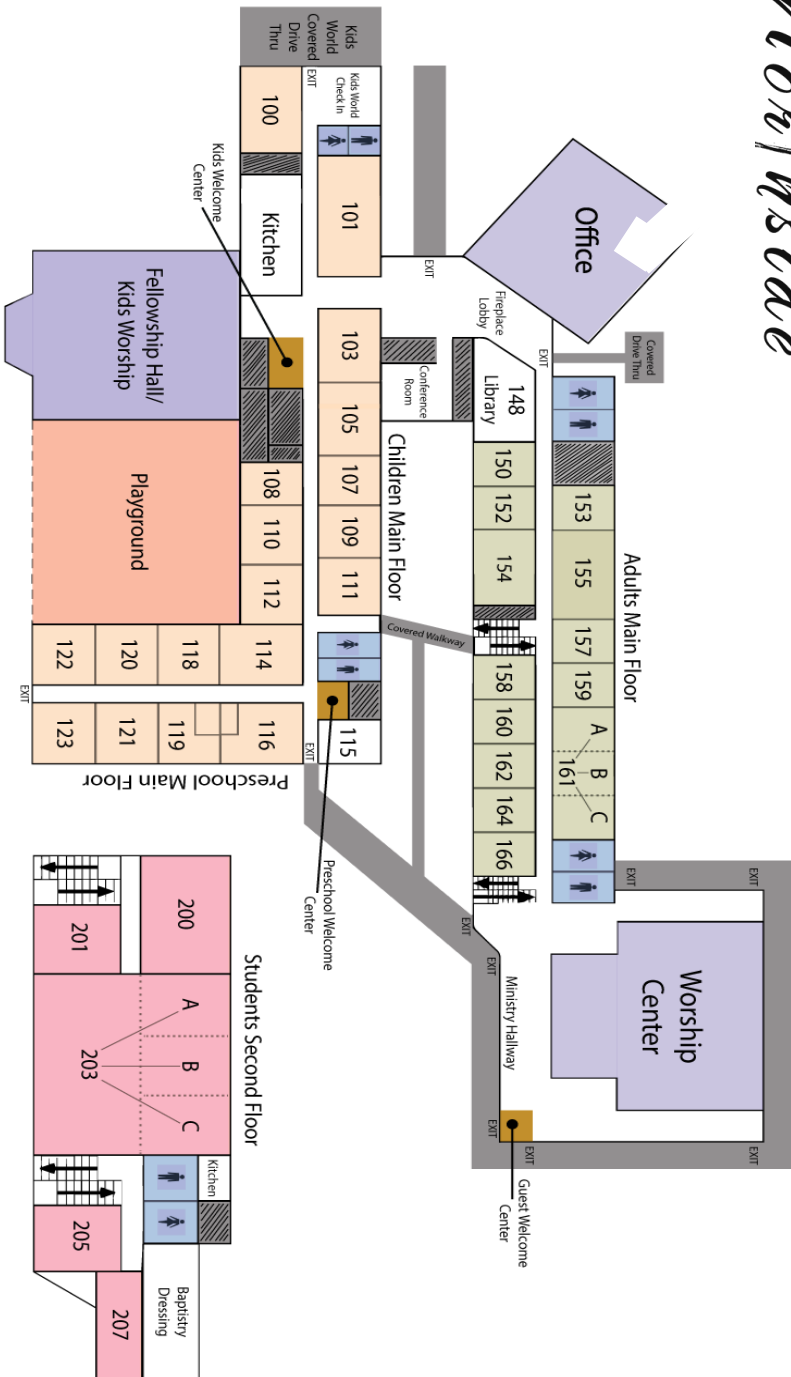 Office
Covered
Drive Thru
EXIT
Fireplace
Lobby
148
Library
150
152
154
153
155
157
159
A
B
C
161
Adults Main Floor
158
160
162
164
166
EXIT
EXIT
Worship
Center
Ministry Hallway
EXIT
EXIT
EXIT
EXIT
EXIT
Guest Welcome
Center
Kids
World
Covered
Drive
Thru
Kids World
Check In
EXIT
100
101
EXIT
Kitchen
Kids Welcome
Center
Conference
Room
103
105
107
109
111
Children Main Floor
Covered Walkway
108
110
112
114
118
120
122
115
EXIT
116
119
121
123
EXIT
Preschool Main Floor
Preschool Welcome
Center
Fellowship Hall/
Kids Worship
Playground
Students Second Floor
200
201
A
B
C
203
Kitchen
205
Baptistry
Dressing
207